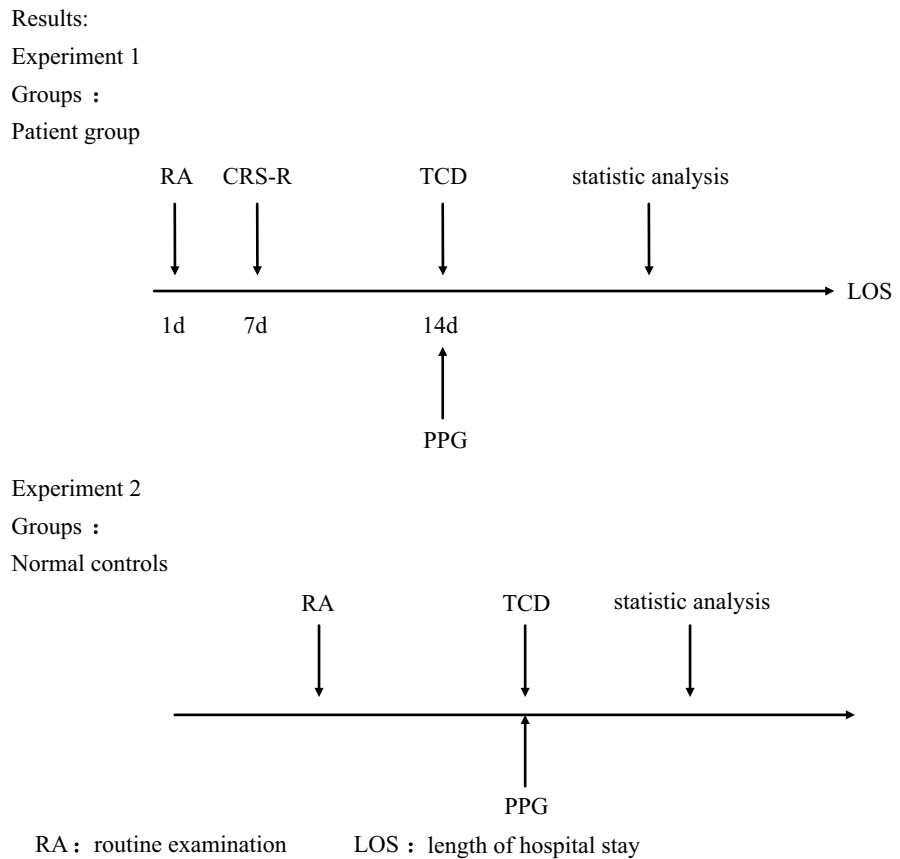 Results:
Experiment 1
Groups ：
Patient group
RA CRS-R TCD statistic analysis
LOS
1d 7d 14d
PPG
Experiment 2
Groups ：
Normal controls
RA TCD statistic analysis
PPG
RA：routine examination LOS：length of hospital stay